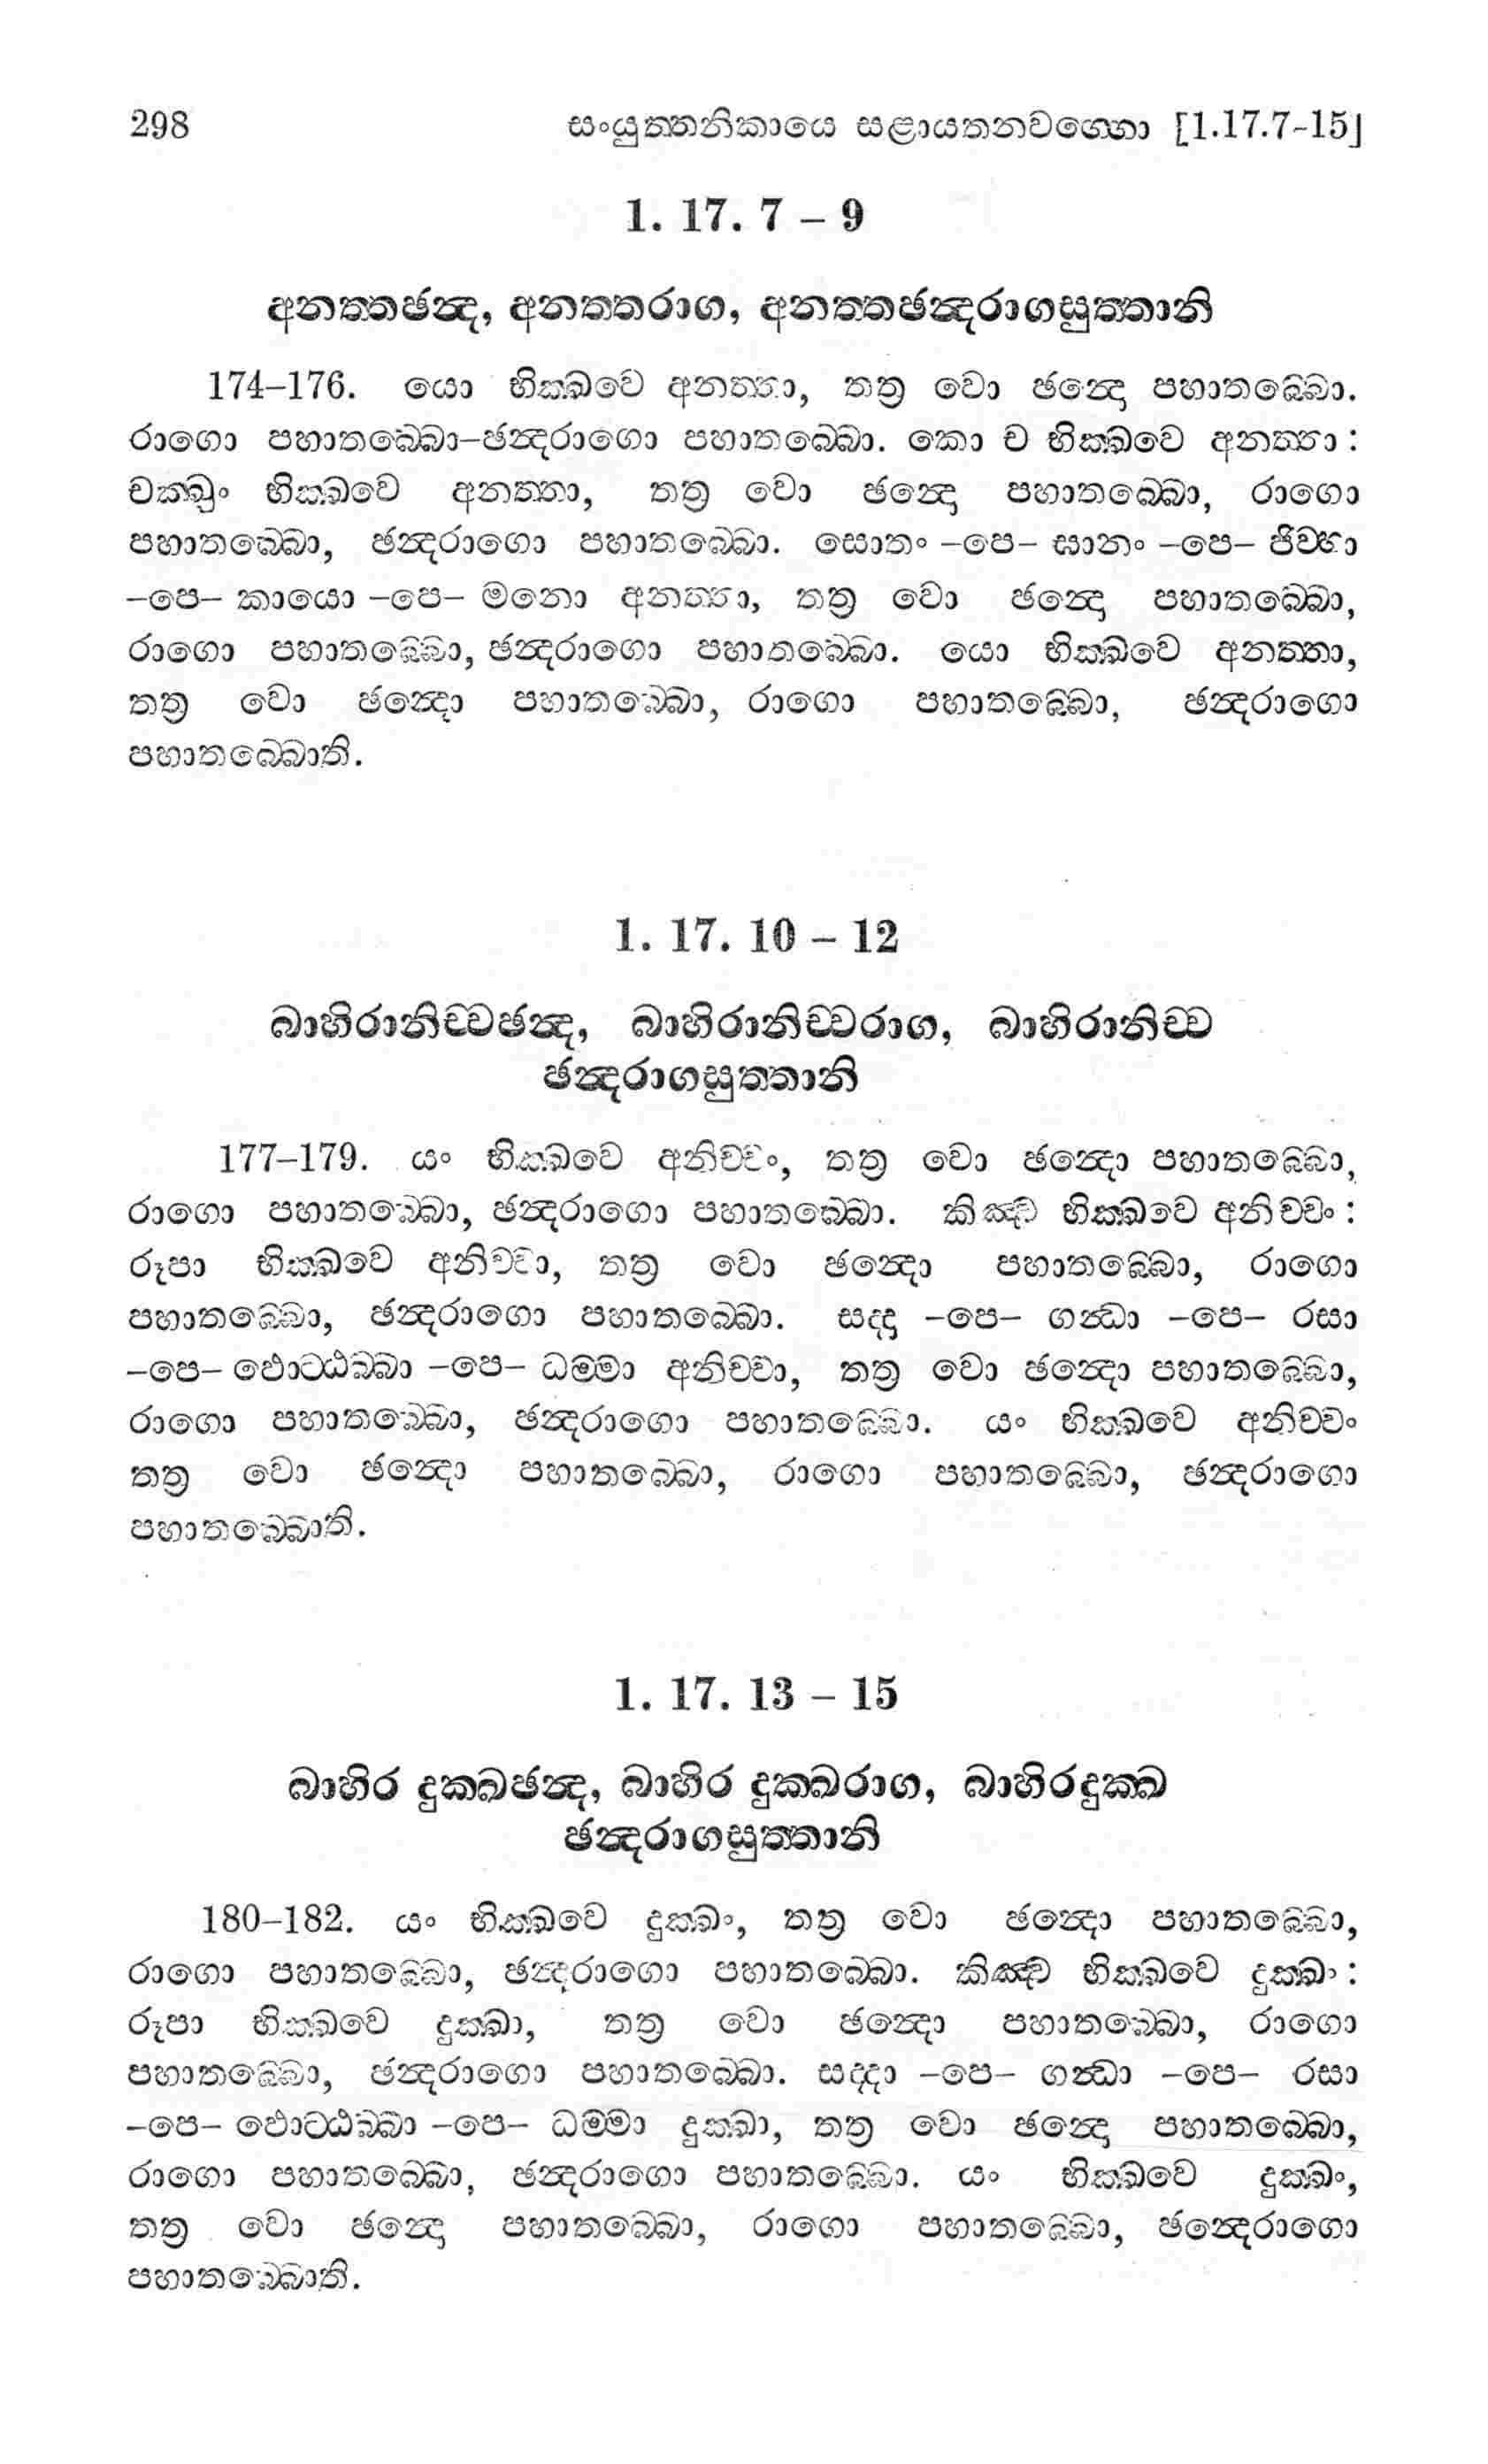 298 සංයුත්තනිකායෙ සළායතනවග්ගො [1.17.7-15]
1. 17. 7 – 9
අනත්තඡන්ද, අනත්තරාග, අනත්තඡන්දරාගසුත්තානි
174–176. යො භික්ඛවෙ අනත්තා, තත්‍ර වො ඡන්දො පහාතබ්බො.
රාගො පහාතබ්බො–ඡන්දරාගො පහාතබ්බො. කො ච භික්ඛවෙ අනත්තා :
චක්ඛුං භික්ඛවෙ අනත්තා, තත්‍ර වො ඡන්දො පහාතබ්බො, රාගො
පහාතබ්බො, ඡන්දරාගො පහාතබ්බො. සොතං –පෙ– ඝානං –පෙ– ජිව්හා
–පෙ– කායො –පෙ– මනො අනත්තා, තත්‍ර වො ඡන්දො පහාතබ්බො,
රාගො පහාතබ්බො, ඡන්දරාගො පහාතබ්බො. යො භික්ඛවෙ අනත්තා,
තත්‍ර වො ඡන්දො පහාතබ්බො, රාගො පහාතබ්බො, ඡන්දරාගො
පහාතබ්බොති.
1. 17. 10 – 12
බාහිරානිච්චඡන්ද, බාහිරානිච්චරාග, බාහිරානිච්ච
ඡන්දරාගසුත්තානි
177–179. යං භික්ඛවෙ අනිච්චං, තත්‍ර වො ඡන්දො පහාතබ්බො,
රාගො පහාතබ්බො, ඡන්දරාගො පහාතබ්බො. කිඤ්ච භික්ඛවෙ අනිච්චං :
රූපා භික්ඛවෙ අනිච්චා, තත්‍ර වො ඡන්දො පහාතබ්බො, රාගො
පහාතබ්බො, ඡන්දරාගො පහාතබ්බො. සද්දා –පෙ– ගන්ධා –පෙ– රසා
–පෙ– ඵොට්ඨබ්බා –පෙ– ධම්මා අනිච්චා, තත්‍ර වො ඡන්දො පහාතබ්බො,
රාගො පහාතබ්බො, ඡන්දරාගො පහාතබ්බො. යං භික්ඛවෙ අනිච්චං
තත්‍ර වො ඡන්දො පහාතබ්බො, රාගො පහාතබ්බො, ඡන්දරාගො
පහාතබ්බොති.
1. 17. 13 – 15
බාහිර දුක්ඛඡන්ද, බාහිර දුක්ඛරාග, බාහිරදුක්ඛ
ඡන්දරාගසුත්තානි
180–182. යං භික්ඛවෙ දුක්ඛං, තත්‍ර වො ඡන්දො පහාතබ්බො,
රාගො පහාතබ්බො, ඡන්දරාගො පහාතබ්බො. කිඤ්ච භික්ඛවෙ දුක්ඛං :
රූපා භික්ඛවෙ දුක්ඛා, තත්‍ර වො ඡන්දො පහාතබ්බො, රාගො
පහාතබ්බො, ඡන්දරාගො පහාතබ්බො. සද්දා –පෙ– ගන්ධා –පෙ– රසා
–පෙ– ඵොට්ඨබ්බා –පෙ– ධම්මා දුක්ඛා, තත්‍ර වො ඡන්දො පහාතබ්බො,
රාගො පහාතබ්බො, ඡන්දරාගො පහාතබ්බො. යං භික්ඛවෙ දුක්ඛං,
තත්‍ර වො ඡන්දො පහාතබ්බො, රාගො පහාතබ්බො, ඡන්දෙරාගො
පහාතබ්බොති.